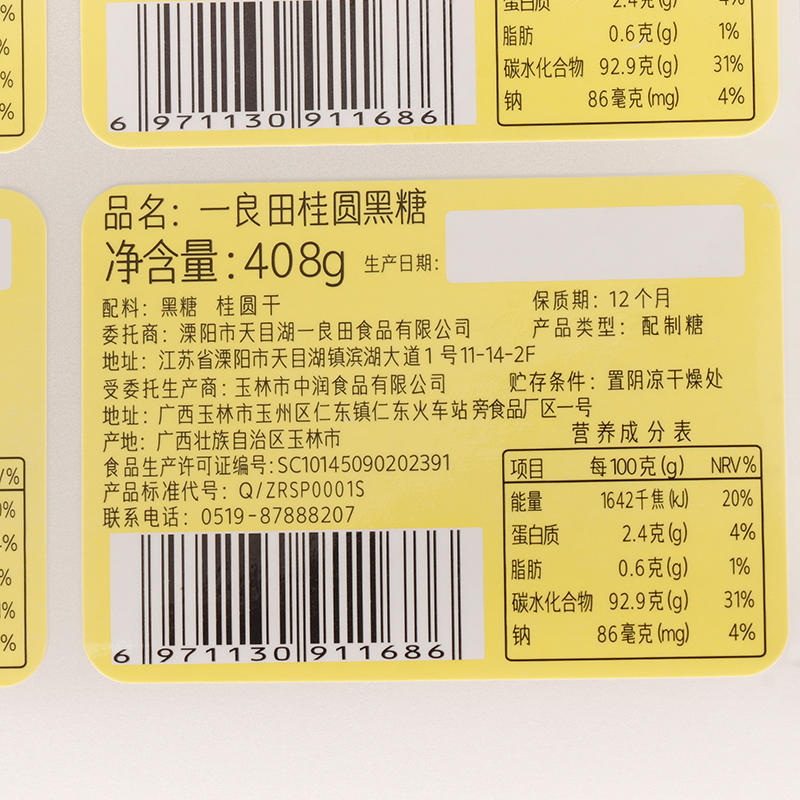 %
%
%
%
蛋白质 2.4克(g) 4%
脂肪 0.6克(g) 1%
碳水化合物 92.9克(g) 31%
钠 86毫克(mg) 4%
6 971130 911686
品名：一良田桂圆黑糖
净含量:408g 生产日期:
配料：黑糖 桂圆干
保质期：12个月
委托商：溧阳市天目湖一良田食品有限公司
产品类型：配制糖
地址：江苏省溧阳市天目湖镇滨湖大道1号11-14-2F
受委托生产商：玉林市中润食品有限公司
贮存条件：置阴凉干燥处
地址：广西玉林市玉州区仁东镇仁东火车站旁食品厂区一号
产地：广西壮族自治区玉林市
食品生产许可证编号:SC10145090202391
产品标准代号：Q/ZRSP0001S
联系电话：0519-87888207
营养成分表
项目 每100克(g) NRV%
能量 1642千焦(kJ) 20%
蛋白质 2.4克(g) 4%
脂肪 0.6克(g) 1%
碳水化合物 92.9克(g) 31%
钠 86毫克(mg) 4%
6 971130 911686
V%
0%
4%
%
1%
%